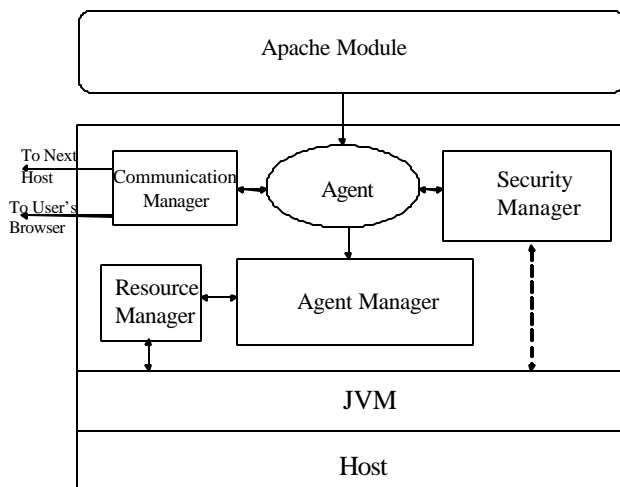 Apache Module
To Next
Host
To User's
Browser
Communication
Manager
Agent
Security
Manager
Resource
Manager
Agent Manager
JVM
Host